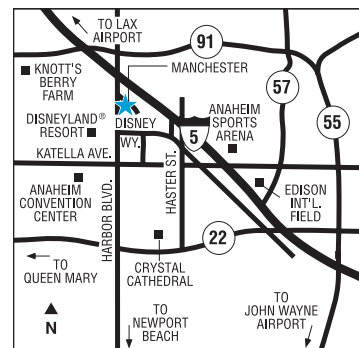 TO LAX
AIRPORT
91
KNOTT'S
BERRY
FARM
MANCHESTER
57
55
DISNEYLAND®
RESORT
DISNEY
WY.
5
ANAHEIM
SPORTS
ARENA
KATELLA AVE.
HASTER ST.
ANAHEIM
CONVENTION
CENTER
HARBOR BLVD.
EDISON
INT'L.
FIELD
22
TO
QUEEN MARY
CRYSTAL
CATHEDRAL
N
TO
NEWPORT
BEACH
TO
JOHN WAYNE
AIRPORT